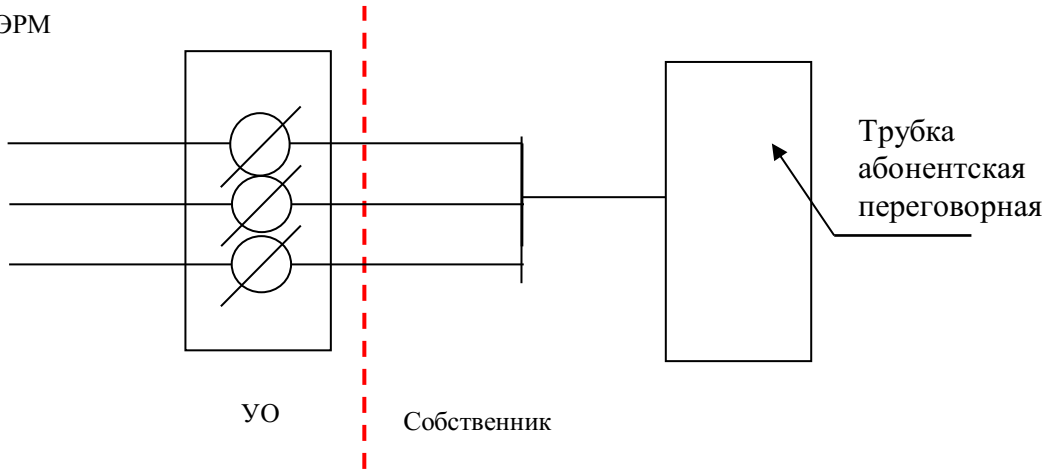 ЭРМ
Трубка
абонентская
переговорная
УО
Собственник